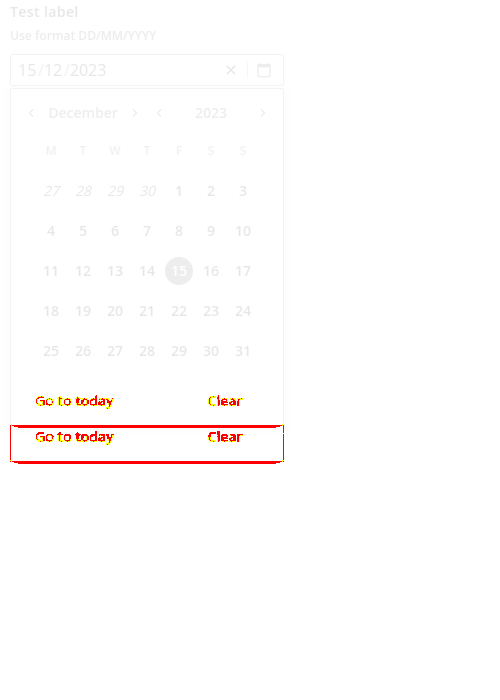 Test label
Use format DD/MM/YYYY
15/12/2023
December 2023
M T W T F S S
27 28 29 30 1 2 3
4 5 6 7 8 9 10
11 12 13 14 15 16 17
18 19 20 21 22 23 24
25 26 27 28 29 30 31
Go to today Clear
Go to today Clear